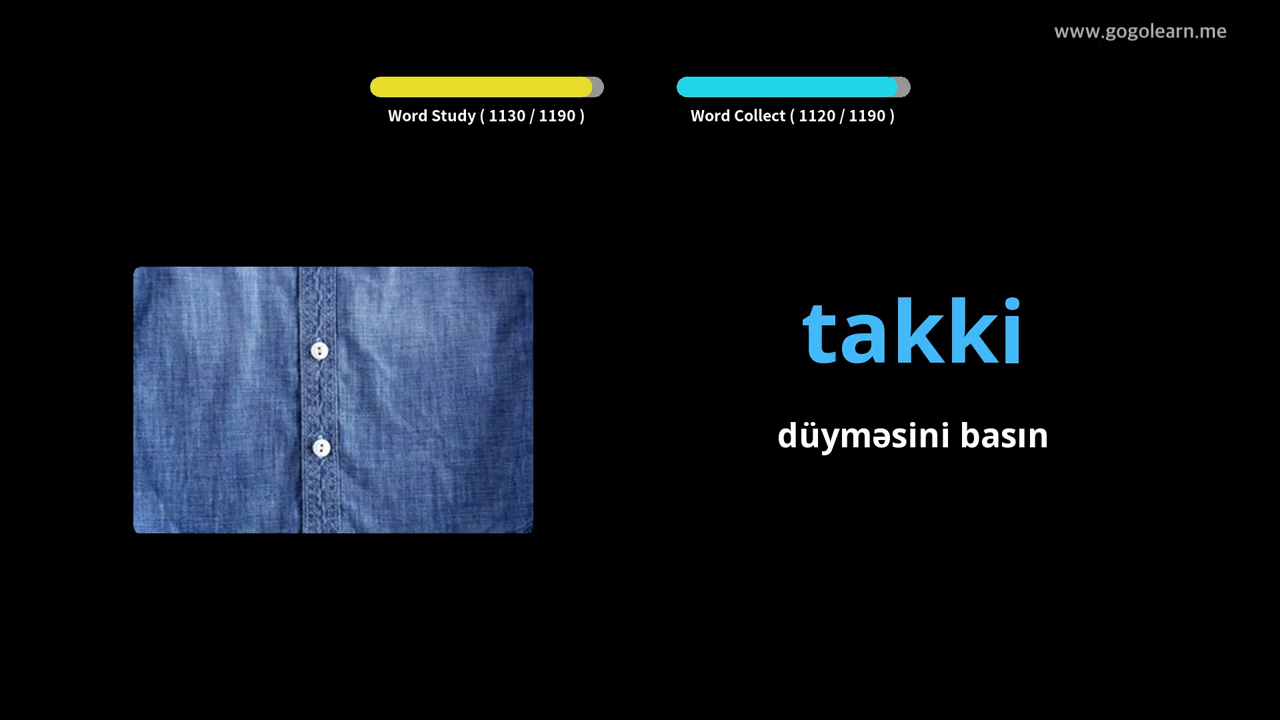 www.gogolearn.me
Word Study ( 1130 / 1190 )
Word Collect ( 1120 / 1190 )
takki
düyməsini basın